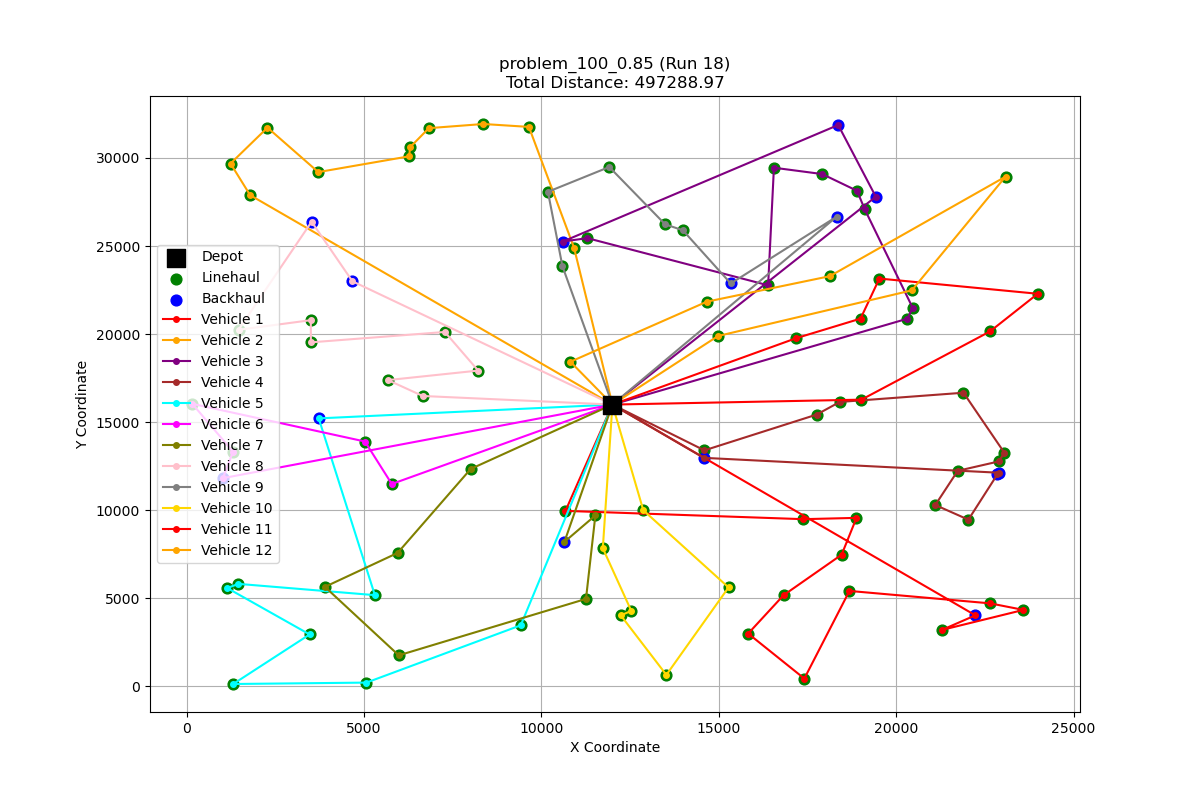 problem_100_0.85 (Run 18)
Total Distance: 497288.97
Y Coordinate
30000
25000
20000
15000
10000
5000
0
Depot
Linehaul
Backhaul
Vehicle 1
Vehicle 2
Vehicle 3
Vehicle 4
Vehicle 5
Vehicle 6
Vehicle 7
Vehicle 8
Vehicle 9
Vehicle 10
Vehicle 11
Vehicle 12
0 5000 10000 15000 20000 25000
X Coordinate